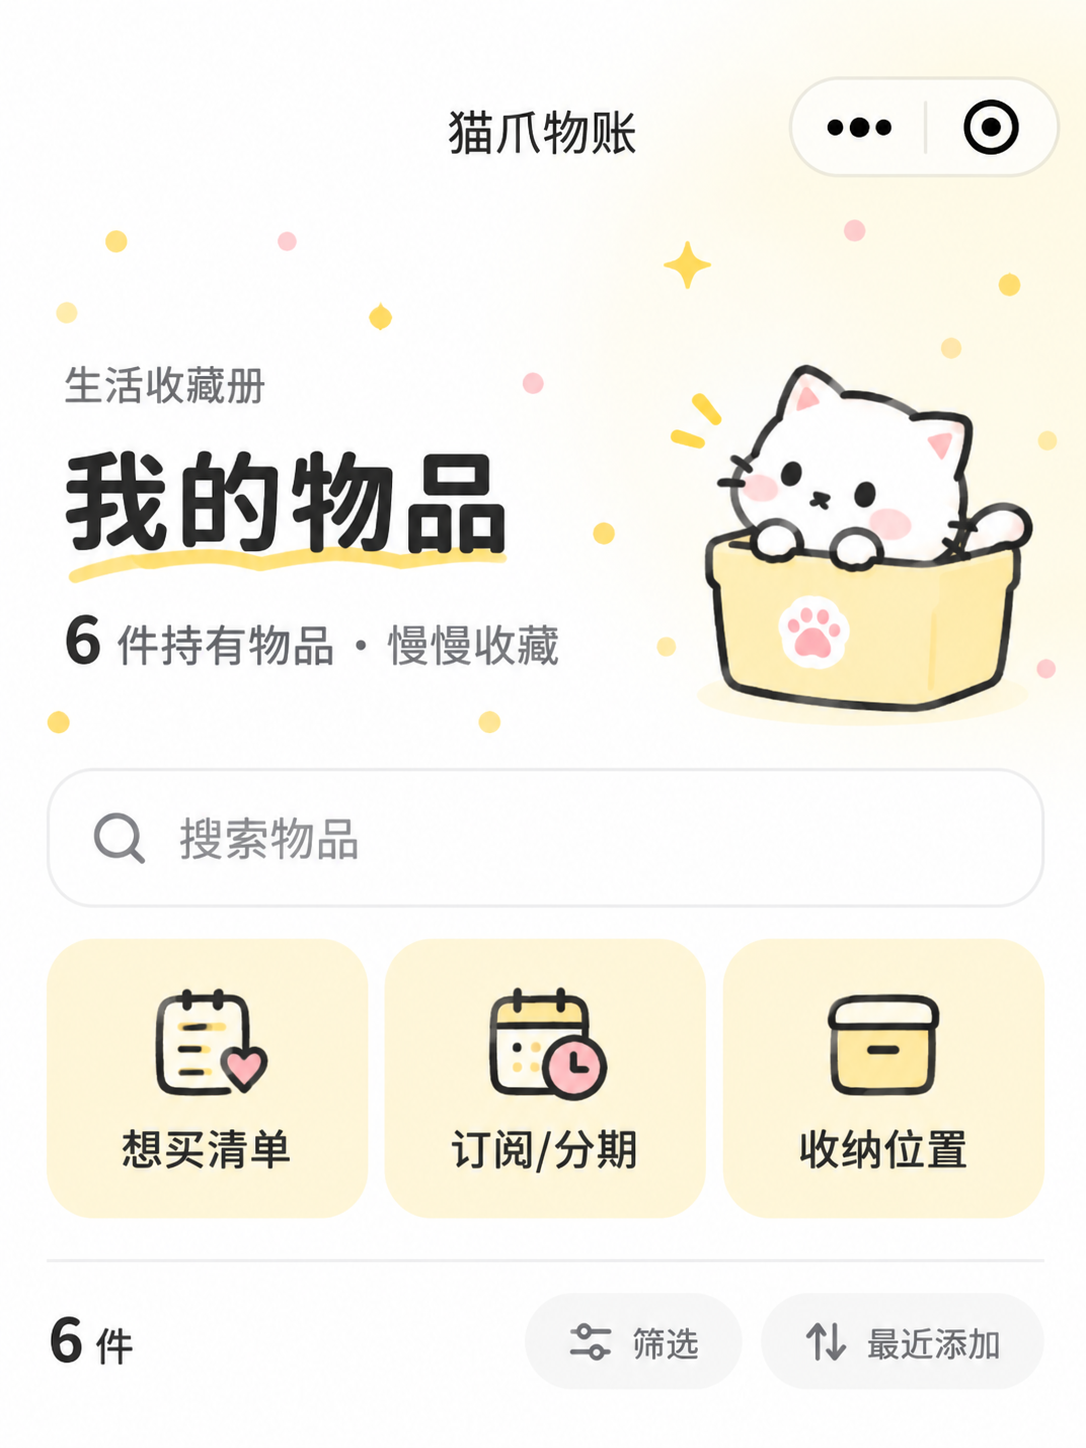 猫爪物账
生活收藏册
我的物品
6 件持有物品・慢慢收藏
搜索物品
想买清单
订阅/分期
收纳位置
6 件
筛选
最近添加